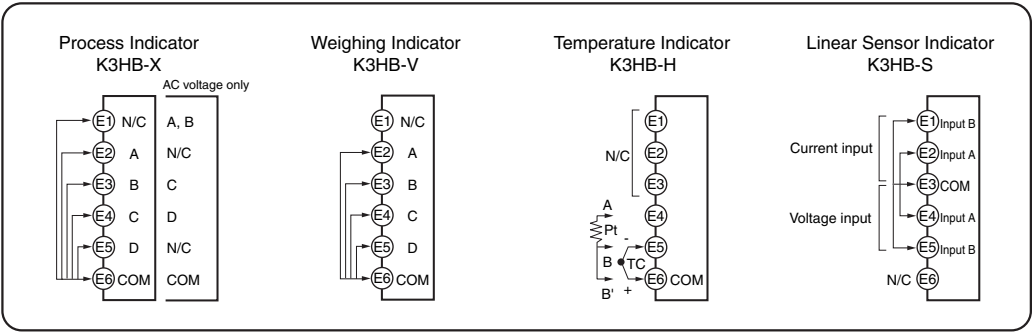 Process Indicator
K3HB-X
AC voltage only
E1 N/C A, B
E2 A N/C
E3 B C
E4 C D
E5 D N/C
E6 COM COM
Weighing Indicator
K3HB-V
E1 N/C
E2 A
E3 B
E4 C
E5 D
E6 COM
Temperature Indicator
K3HB-H
E1
N/C E2
E3
A E4
Pt
- E5
B TC
E6 COM
B' +
Linear Sensor Indicator
K3HB-S
E1 Input B
Current input E2 Input A
E3 COM
Voltage input E4 Input A
E5 Input B
N/C E6